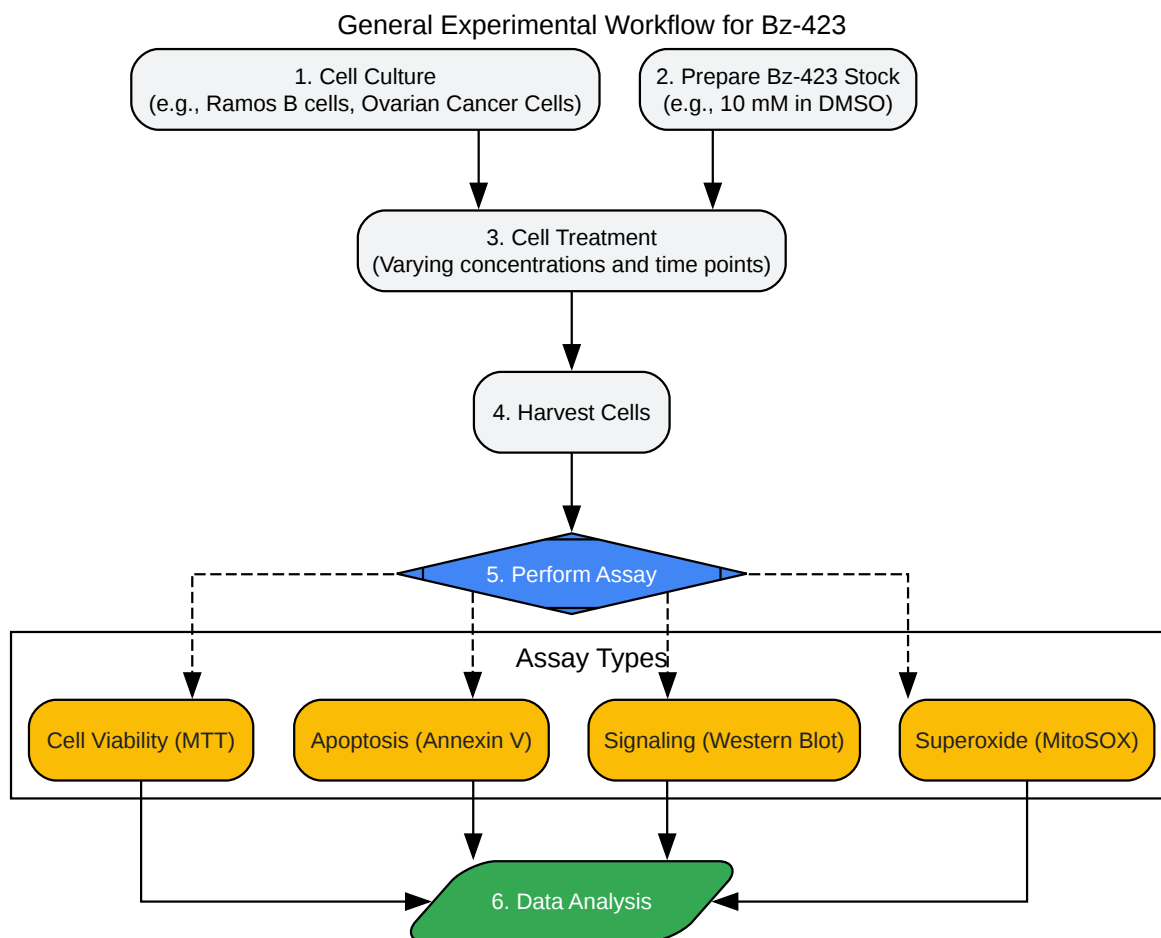 General Experimental Workflow for Bz-423
1. Cell Culture
(e.g., Ramos B cells, Ovarian Cancer Cells)
2. Prepare Bz-423 Stock
(e.g., 10 mM in DMSO)
3. Cell Treatment
(Varying concentrations and time points)
4. Harvest Cells
5. Perform Assay
Assay Types
Cell Viability (MTT)
Apoptosis (Annexin V)
Signaling (Western Blot)
Superoxide (MitoSOX)
6. Data Analysis